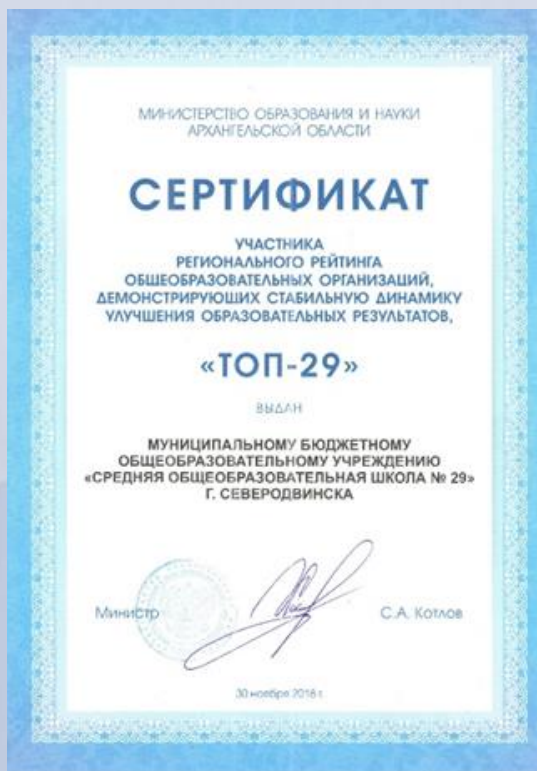 МИНИСТЕРСТВО ОБРАЗОВАНИЯ И НАУКИ
АРХАНГЕЛЬСКОЙ ОБЛАСТИ
СЕРТИФИКАТ
УЧАСТНИКА
РЕГИОНАЛЬНОГО РЕЙТИНГА
ОБЩЕОБРАЗОВАТЕЛЬНЫХ ОРГАНИЗАЦИЙ,
ДЕМОНСТРИРУЮЩИХ СТАБИЛЬНУЮ ДИНАМИКУ
УЛУЧШЕНИЯ ОБРАЗОВАТЕЛЬНЫХ РЕЗУЛЬТАТОВ,
«ТОП-29»
ВЫДАН
МУНИЦИПАЛЬНОМУ БЮДЖЕТНОМУ
ОБЩЕОБРАЗОВАТЕЛЬНОМУ УЧРЕЖДЕНИЮ
«СРЕДНЯЯ ОБЩЕОБРАЗОВАТЕЛЬНАЯ ШКОЛА № 29»
Г. СЕВЕРОДВИНСКА
Министр С.А. Котлов
30 ноября 2018 г.